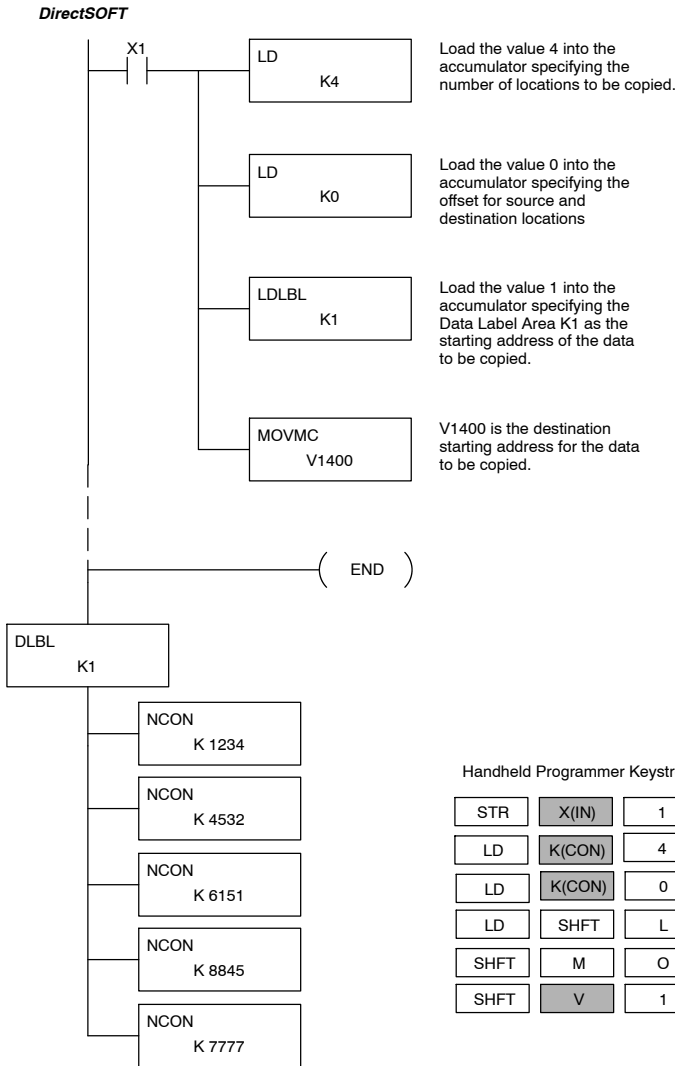 DirectSOFT
X1
LD
K4
Load the value 4 into the
accumulator specifying the
number of locations to be copied.
LD
K0
Load the value 0 into the
accumulator specifying the
offset for source and
destination locations
LDLBL
K1
Load the value 1 into the
accumulator specifying the
Data Label Area K1 as the
starting address of the data
to be copied.
MOVMC
V1400
V1400 is the destination
starting address for the data
to be copied.
END
DLBL
K1
NCON
K 1234
NCON
K 4532
NCON
K 6151
NCON
K 8845
NCON
K 7777
Handheld Programmer Keystr
STR X(IN) 1
LD K(CON) 4
LD K(CON) 0
LD SHFT L
SHFT M O
SHFT V 1